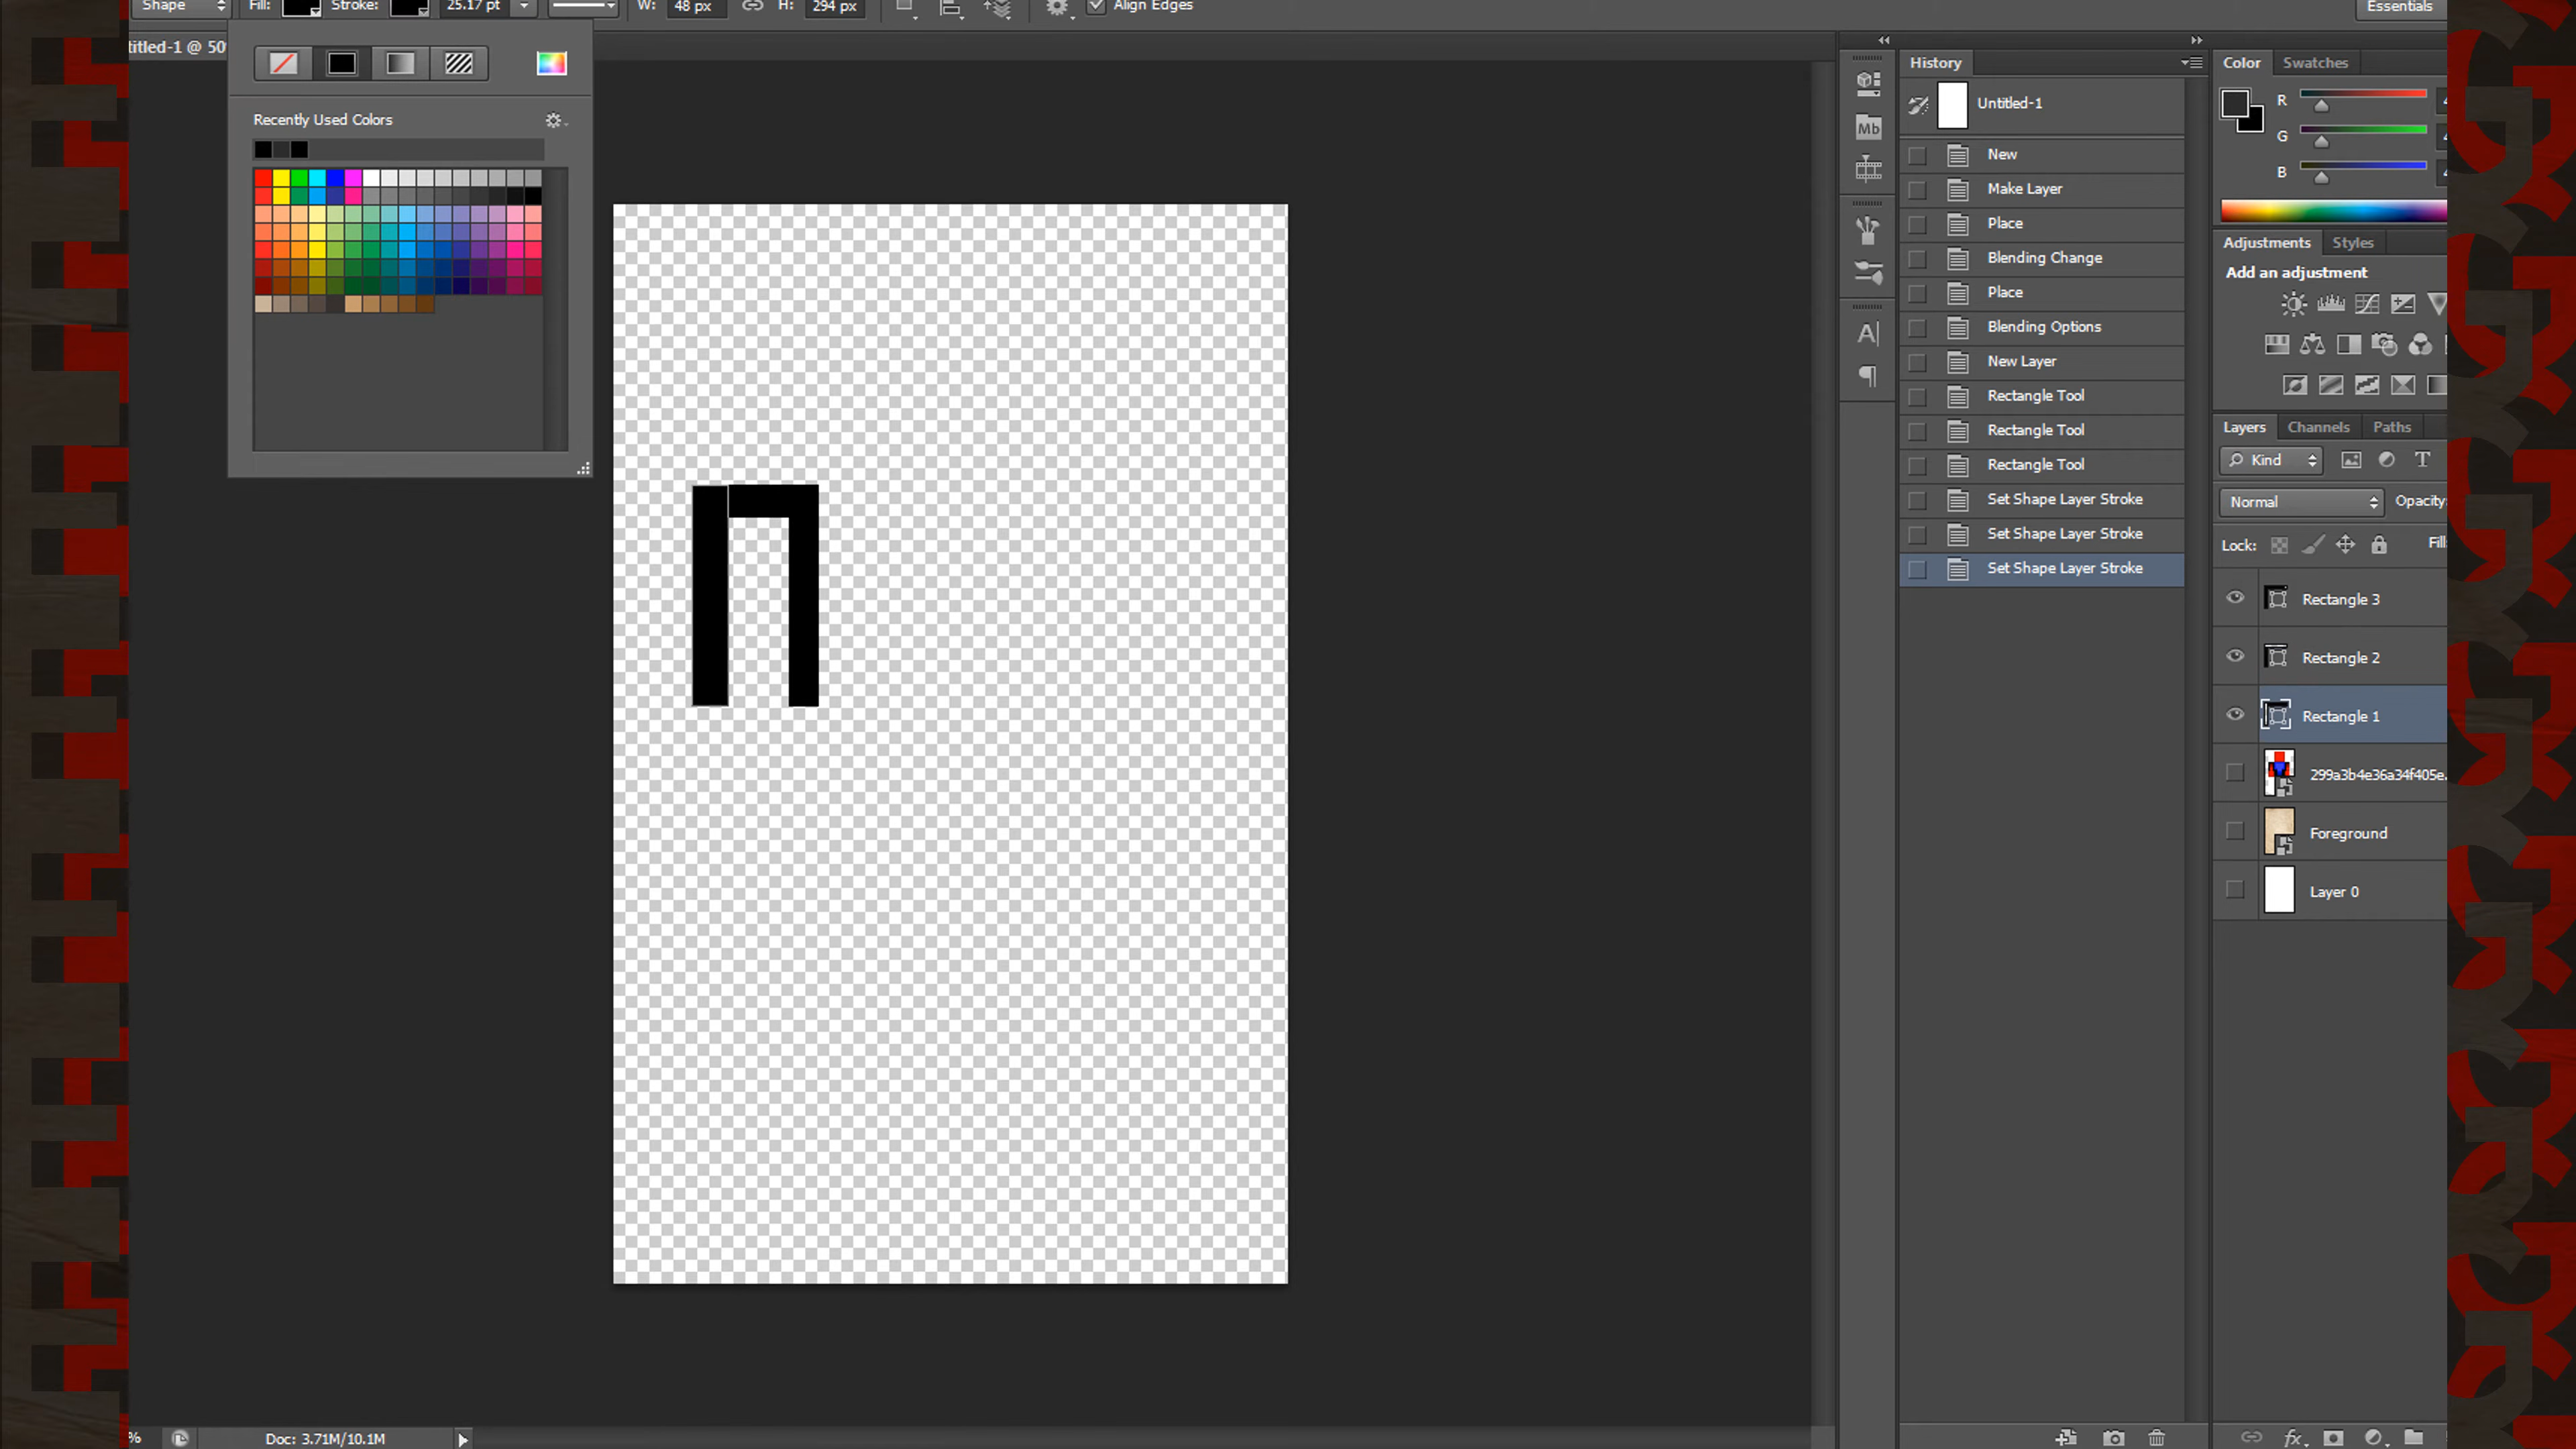 Shape Fill: Stroke: 25.17 pt W: 48 px H: 294 px Align Edges Essentials
titled-1 @ 50
Recently Used Colors
History
Untitled-1
New
Make Layer
Place
Blending Change
Place
Blending Options
New Layer
Rectangle Tool
Rectangle Tool
Rectangle Tool
Set Shape Layer Stroke
Set Shape Layer Stroke
Set Shape Layer Stroke
Mb
A
Color Swatches
R
G
B
Adjustments Styles
Add an adjustment
Layers Channels Paths
Kind T
Normal Opacity:
Lock: Fill
Rectangle 3
Rectangle 2
Rectangle 1
299a3b4e36a34f405e.
Foreground
Layer 0
fx
% Doc: 3.71M/10.1M